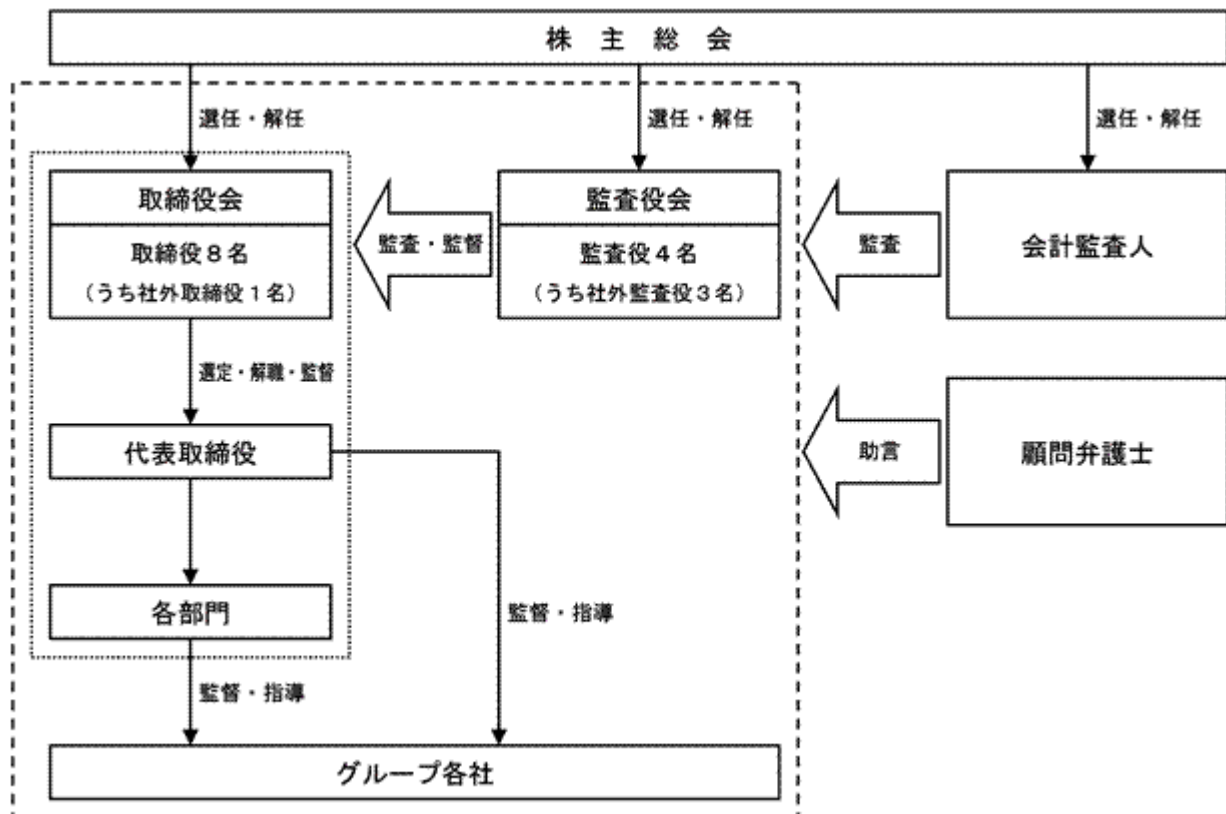 株 主 総 会
選任・解任
選任・解任
選任・解任
取締役会
取締役８名
（うち社外取締役１名）
監査・監督
監査役会
監査役４名
（うち社外監査役３名）
監査
会計監査人
選定・解職・監督
代表取締役
助言
顧問弁護士
各部門
監督・指導
監督・指導
グループ各社